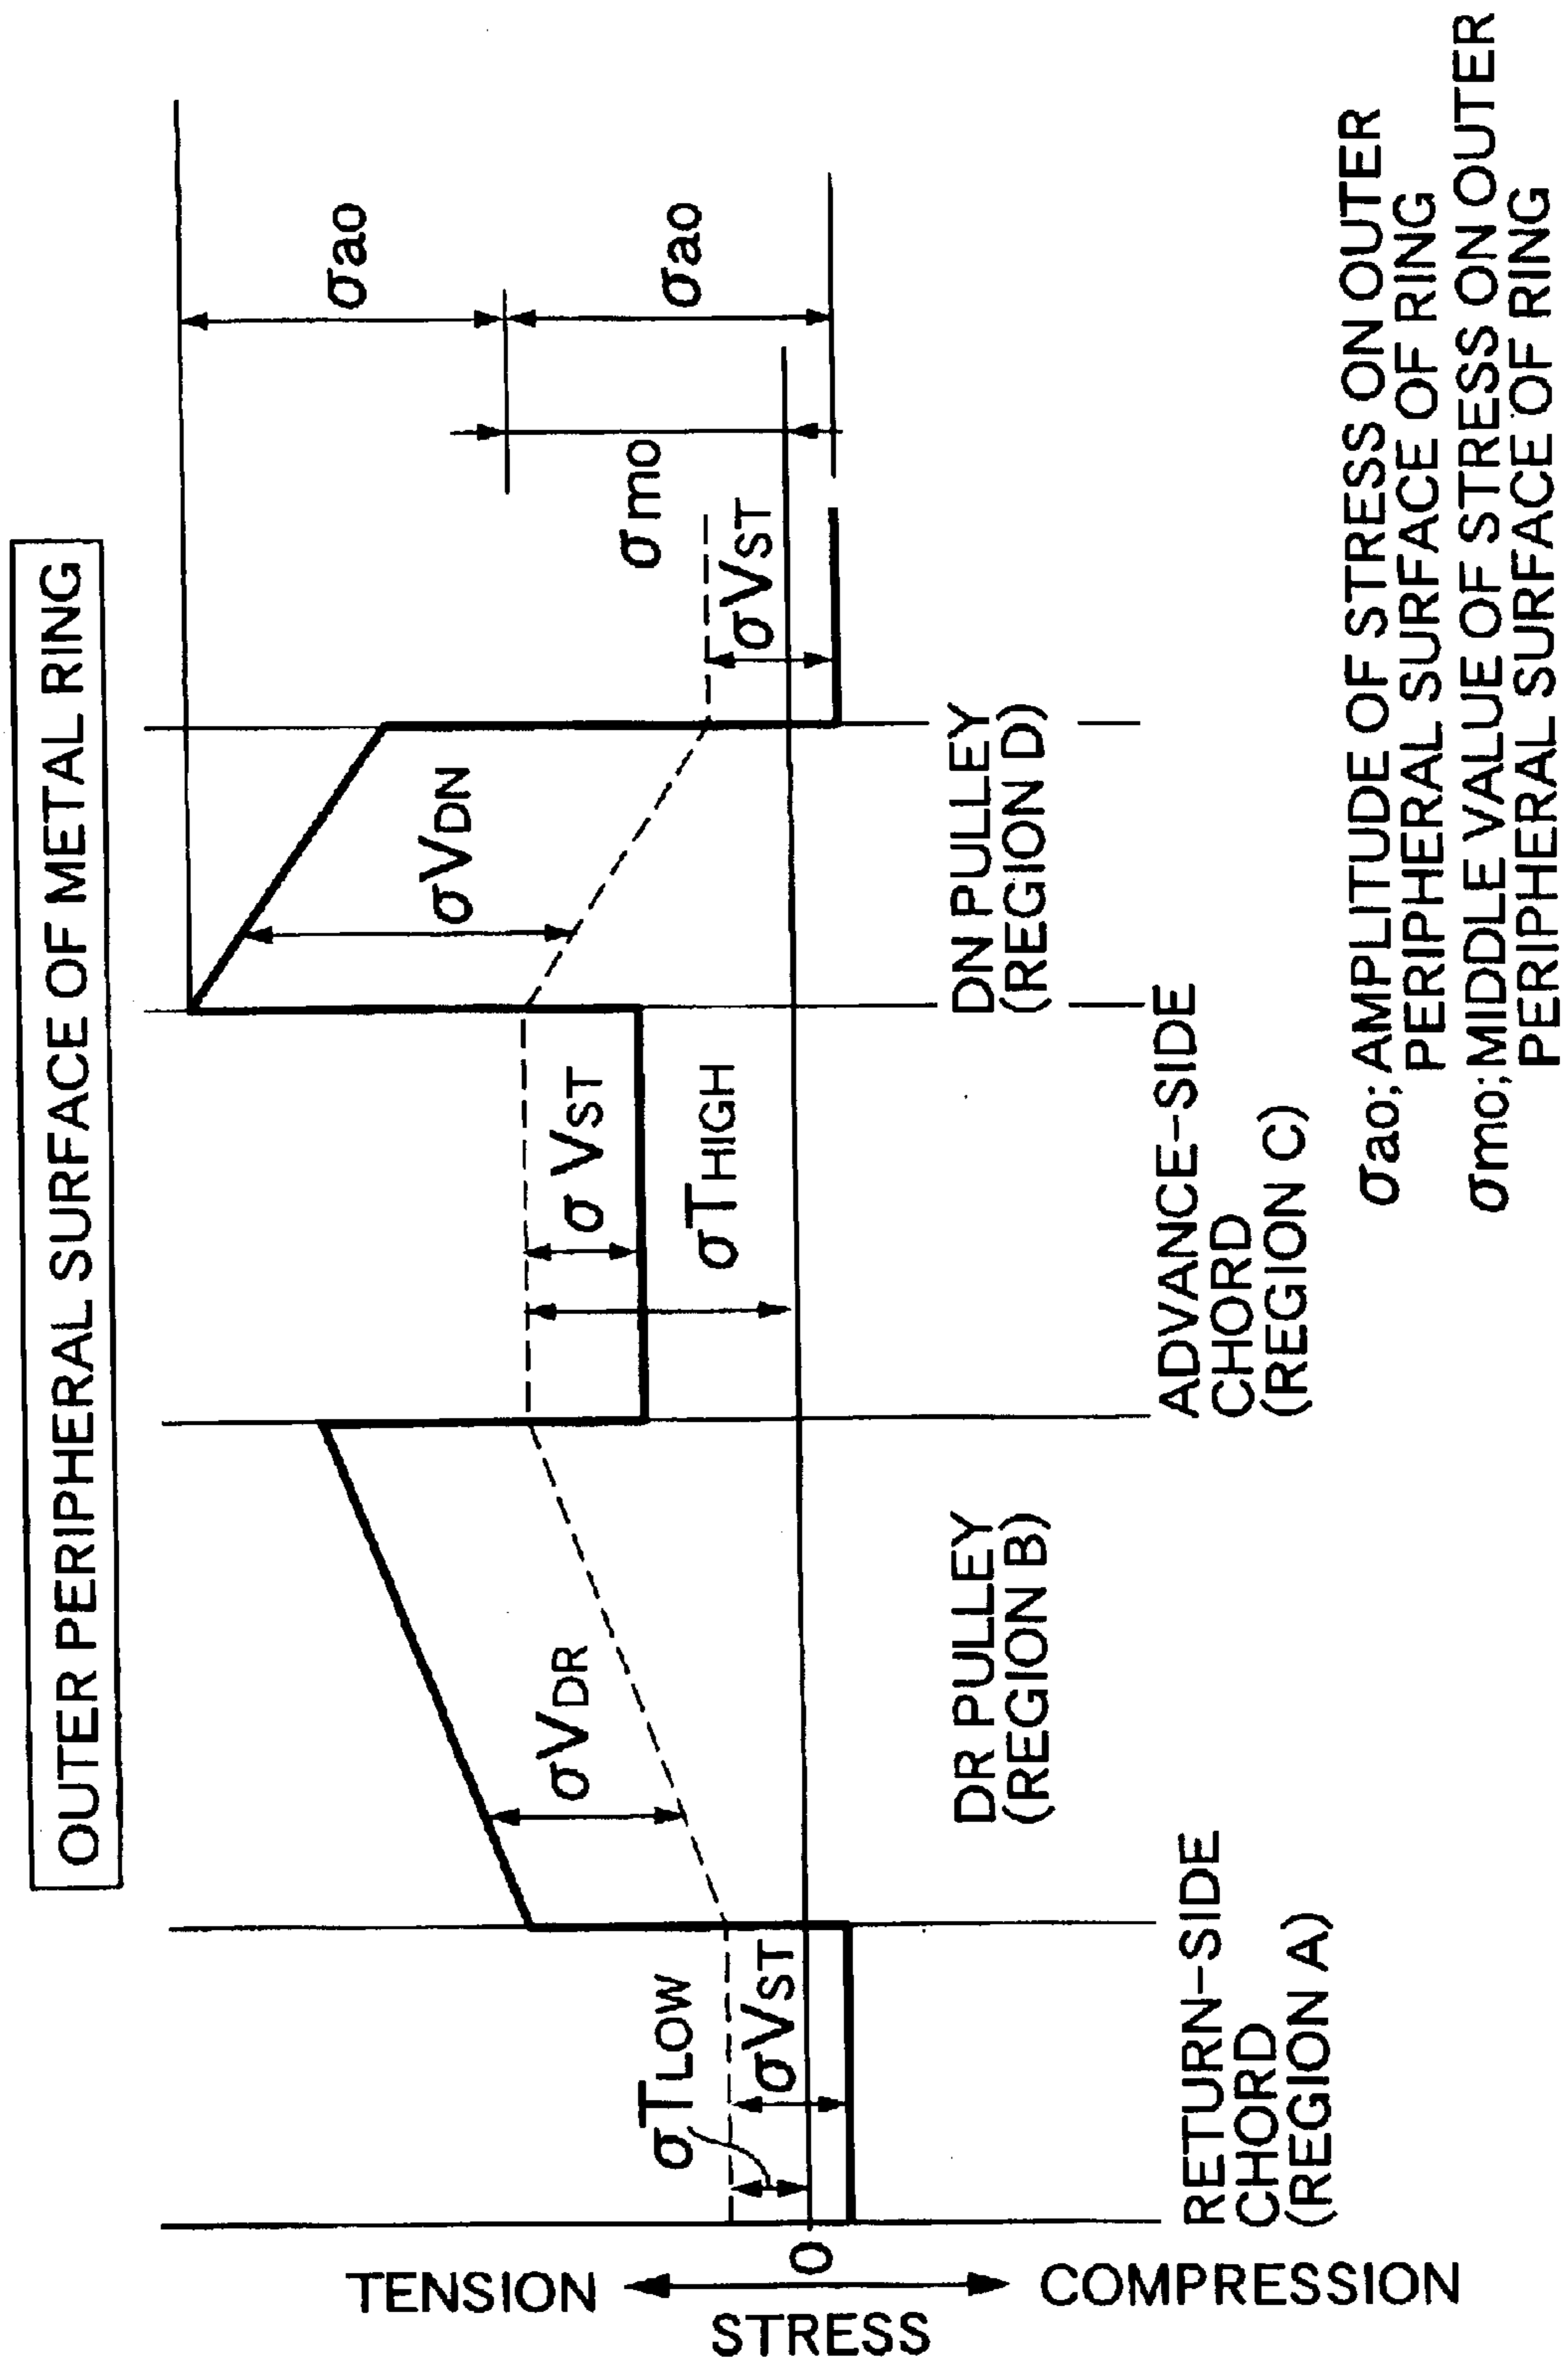 OUTER PERIPHERAL SURFACE OF METAL RING
σao
σao
σmo
σVST
σVDN
σVST
σTHIGH
σVDR
σTLOW
σVST
TENSION
STRESS
COMPRESSION
0
RETURN-SIDE
CHORD
(REGION A)
DR PULLEY
(REGION B)
ADVANCE-SIDE
CHORD
(REGION C)
DN PULLEY
(REGION D)
σao; AMPLITUDE OF STRESS ON OUTER
PERIPHERAL SURFACE OF RING
σmo; MIDDLE VALUE OF STRESS ON OUTER
PERIPHERAL SURFACE OF RING